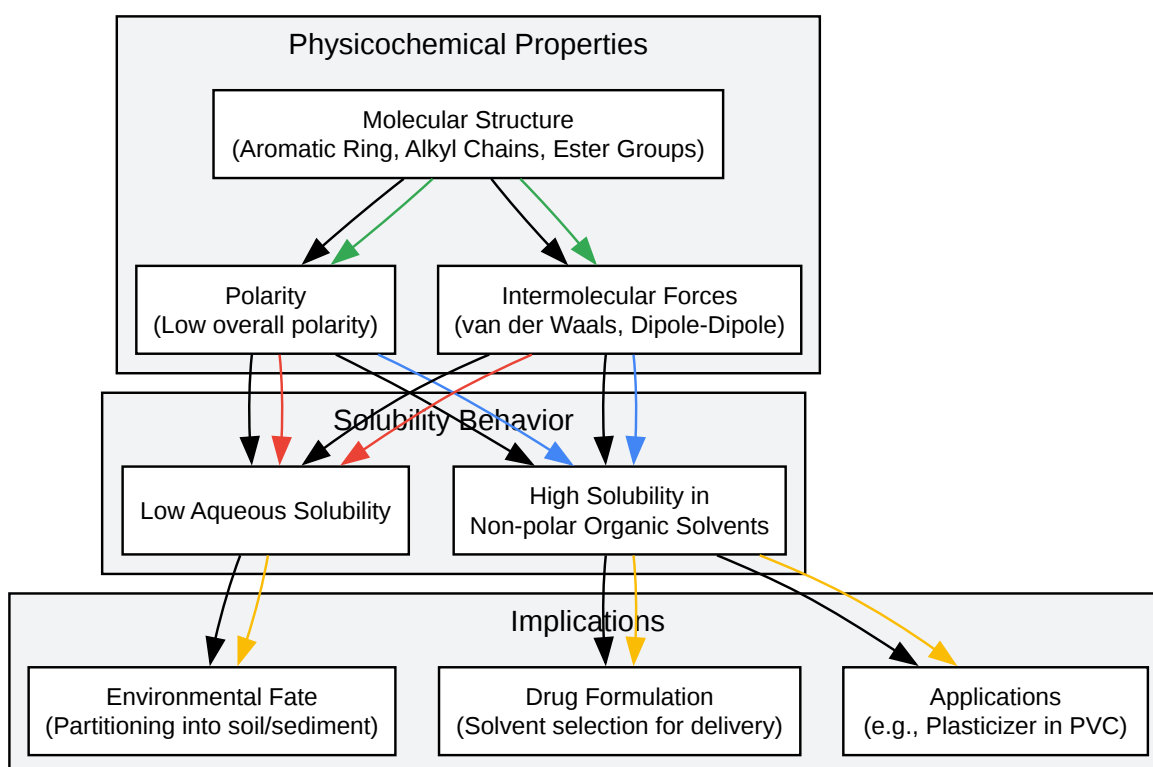 Physicochemical Properties
Molecular Structure
(Aromatic Ring, Alkyl Chains, Ester Groups)
Polarity
(Low overall polarity)
Intermolecular Forces
(van der Waals, Dipole-Dipole)
Solubility Behavior
Low Aqueous Solubility
High Solubility in
Non-polar Organic Solvents
Implications
Environmental Fate
(Partitioning into soil/sediment)
Drug Formulation
(Solvent selection for delivery)
Applications
(e.g., Plasticizer in PVC)